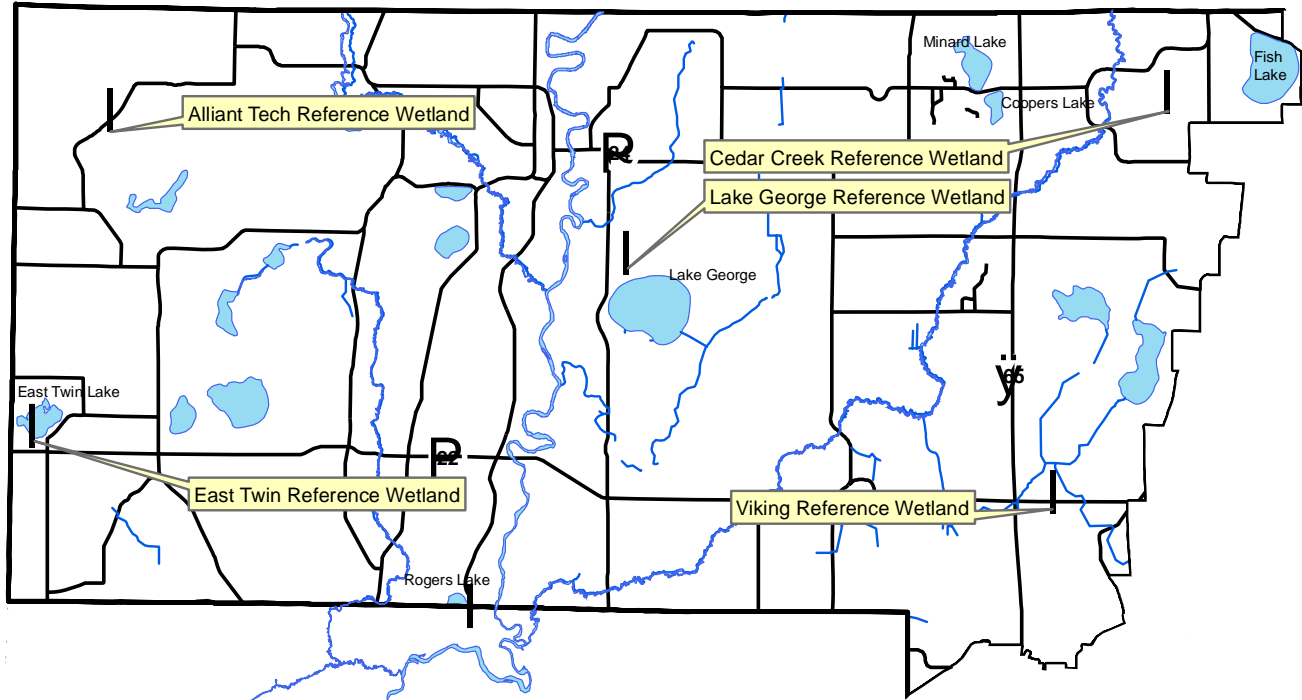 Minard Lake
Fish
Lake
Alliant Tech Reference Wetland
Coopers Lake
Cedar Creek Reference Wetland
Lake George Reference Wetland
Lake George
East Twin Lake
22
East Twin Reference Wetland
Viking Reference Wetland
Rogers Lake